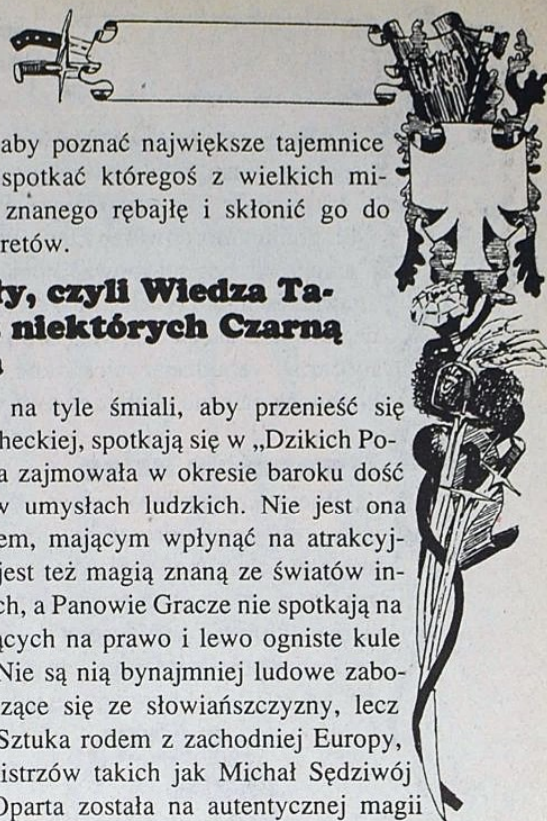 aby poznać największe tajemnice
spotkać któregoś z wielkich mi-
znanego rębajłę i skłonić go do
retów.
ły, czyli Wiedza Ta-
niektórych Czarną
na tyle śmiali, aby przenieść się
heckiej, spotkają się w „Dzikich Po-
a zajmowała w okresie baroku dość
w umysłach ludzkich. Nie jest ona
em, mającym wpłynąć na atrakcyj-
jest też magią znaną ze światów in-
ch, a Panowie Gracze nie spotkają na
ących na prawo i lewo ogniste kule
Nie są nią bynajmniej ludowe zabo-
zące się ze słowiańszczyzny, lecz
Sztuka rodem z zachodniej Europy,
istrzów takich jak Michał Sędziwój
Oparta została na autentycznej magii